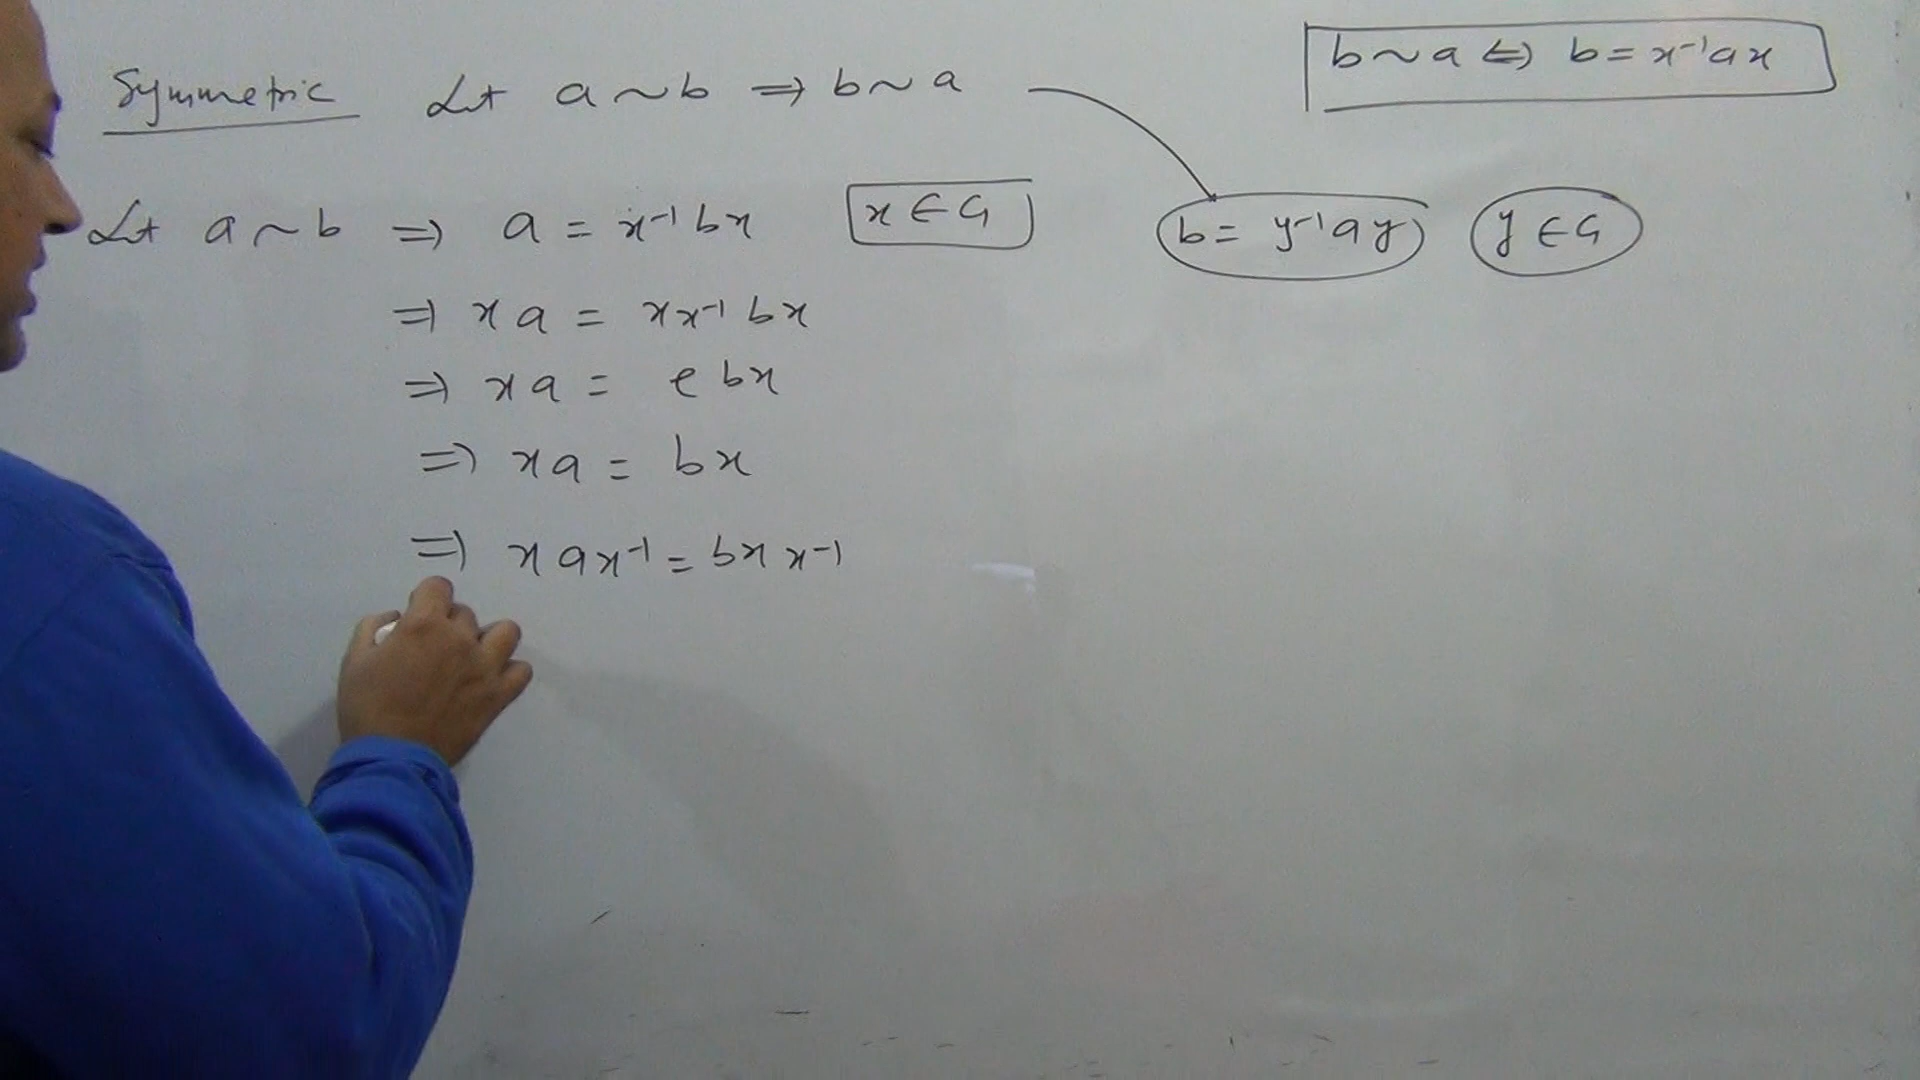 Symmetric Let a ~ b ⇒ b ~ a
b ~ a ⇔ b = x⁻¹ax
Let a ~ b ⇒ a = x⁻¹bx x ∈ G b = y⁻¹ay y ∈ G
⇒ xa = xx⁻¹bx
⇒ xa = ebx
⇒ xa = bx
⇒ xax⁻¹ = bxx⁻¹